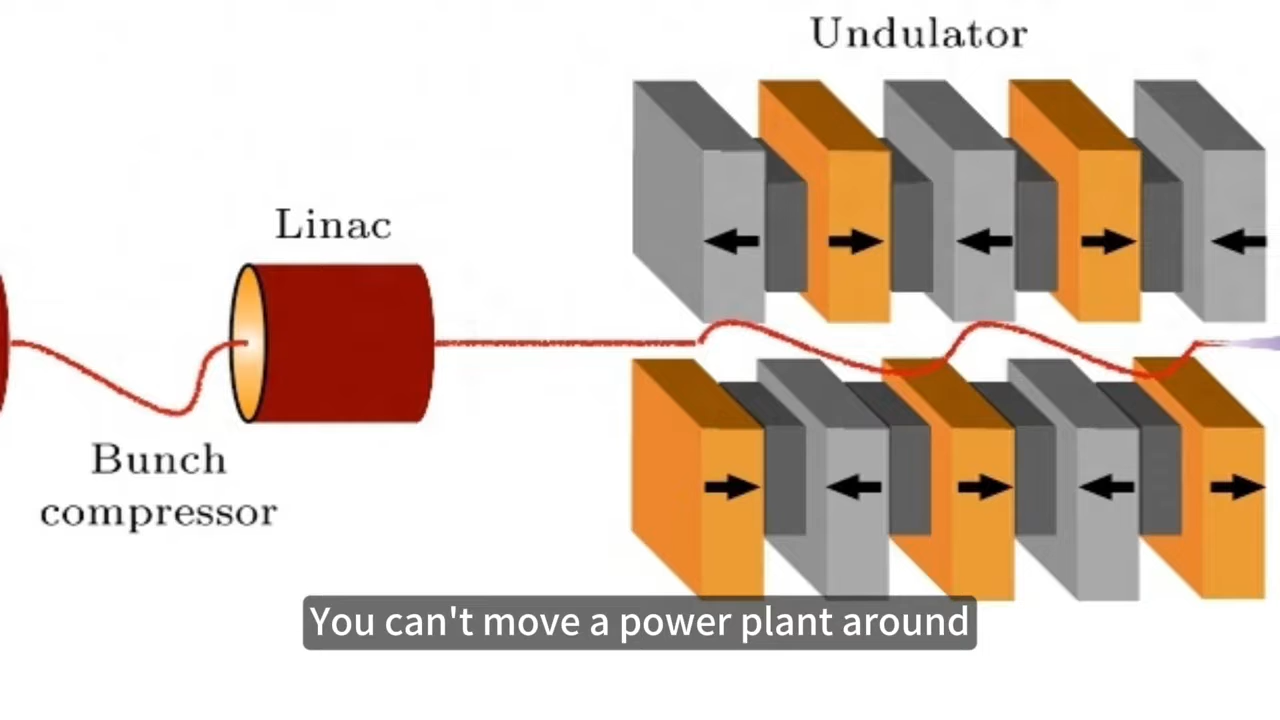 Undulator
Linac
Bunch
compressor
You can't move a power plant around